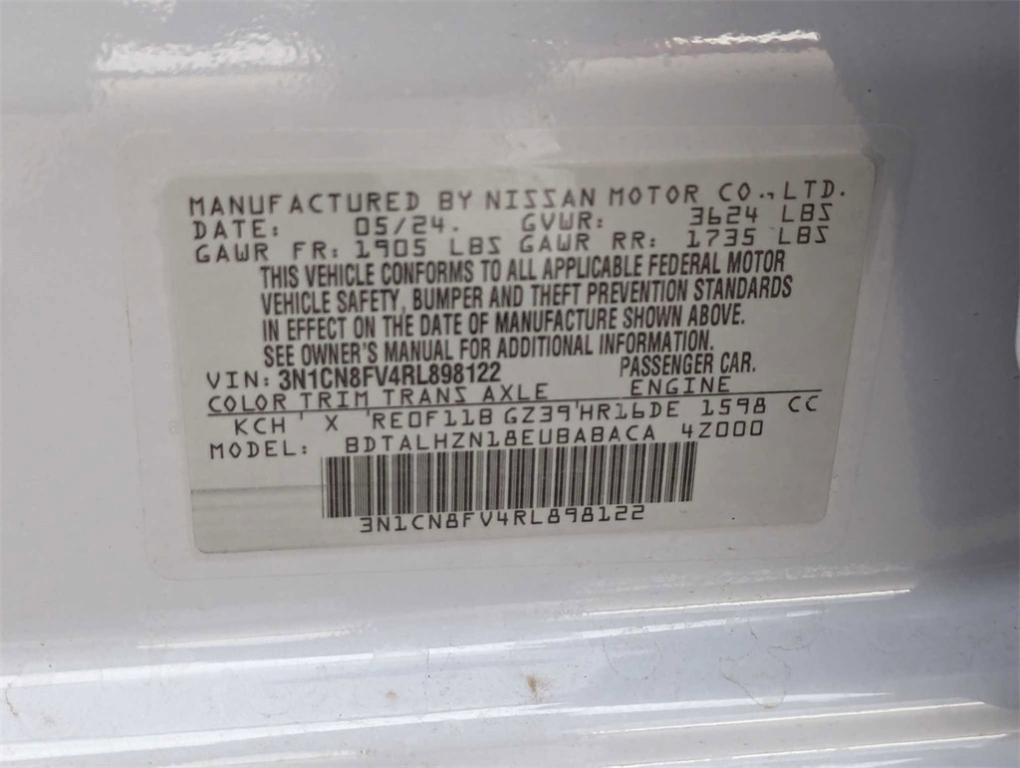 MANUFACTURED BY NISSAN MOTOR CO.,LTD.
DATE: 05/24. GVWR: 3624 LBS
GAWR FR: 1905 LBS GAWR RR: 1735 LBS
THIS VEHICLE CONFORMS TO ALL APPLICABLE FEDERAL MOTOR
VEHICLE SAFETY, BUMPER AND THEFT PREVENTION STANDARDS
IN EFFECT ON THE DATE OF MANUFACTURE SHOWN ABOVE.
SEE OWNER'S MANUAL FOR ADDITIONAL INFORMATION.
VIN: 3N1CN8FV4RL898122 PASSENGER CAR.
COLOR TRIM TRANS AXLE ENGINE
KCH ' X 'RE0F11B GZ39'HR16DE 1598 CC
MODEL: BDTALHZN18EUBABACA 4Z000
3N1CN8FV4RL898122